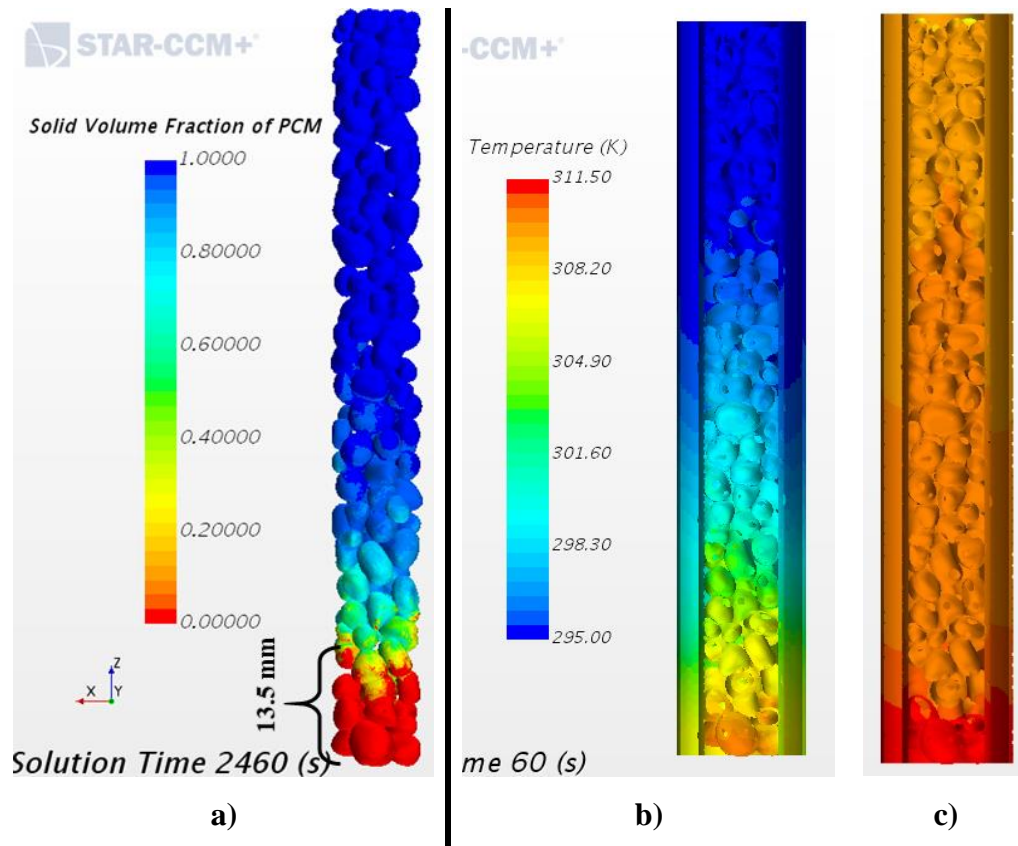 STAR-CCM+
Solid Volume Fraction of PCM
1.0000
0.80000
0.60000
0.40000
0.20000
0.00000
Z
X
Y
13.5 mm
Solution Time 2460 (s)
a)
-CCM+
Temperature (K)
311.50
308.20
304.90
301.60
298.30
295.00
me 60 (s)
b)
c)